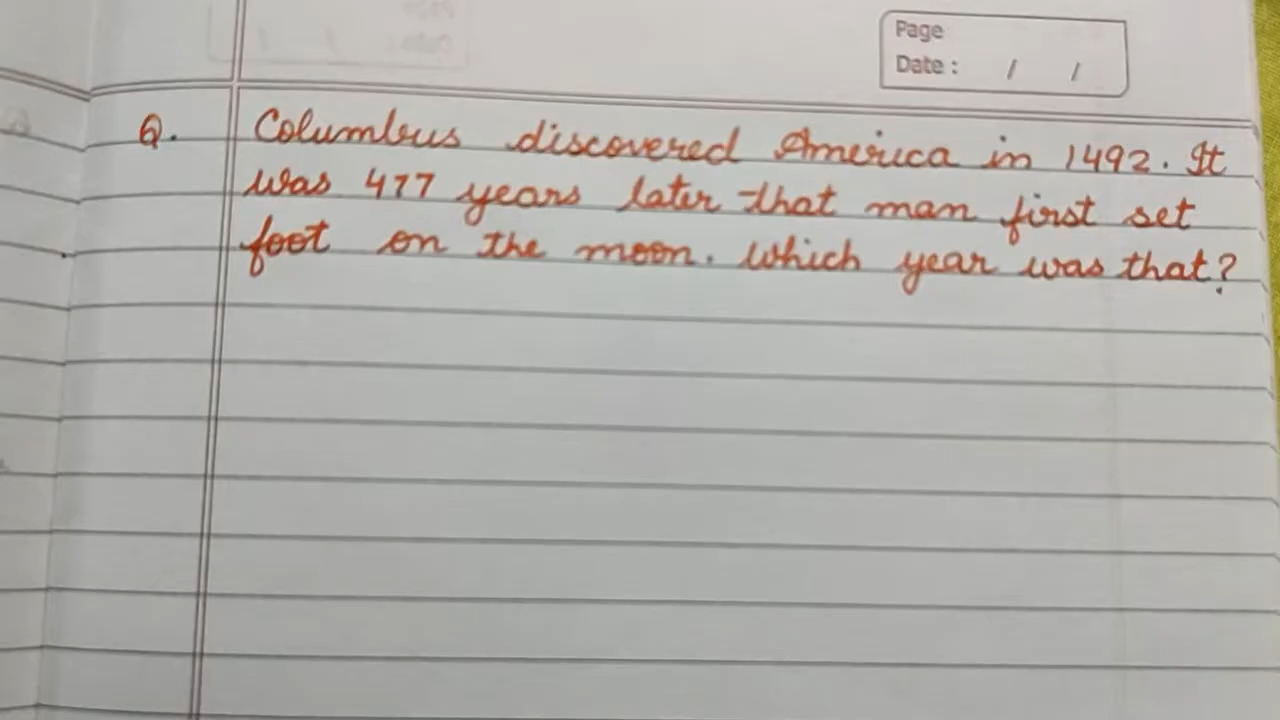 Page
Date : / /
Q. Columbus discovered America in 1492. It
was 477 years later that man first set
foot on the moon. Which year was that?